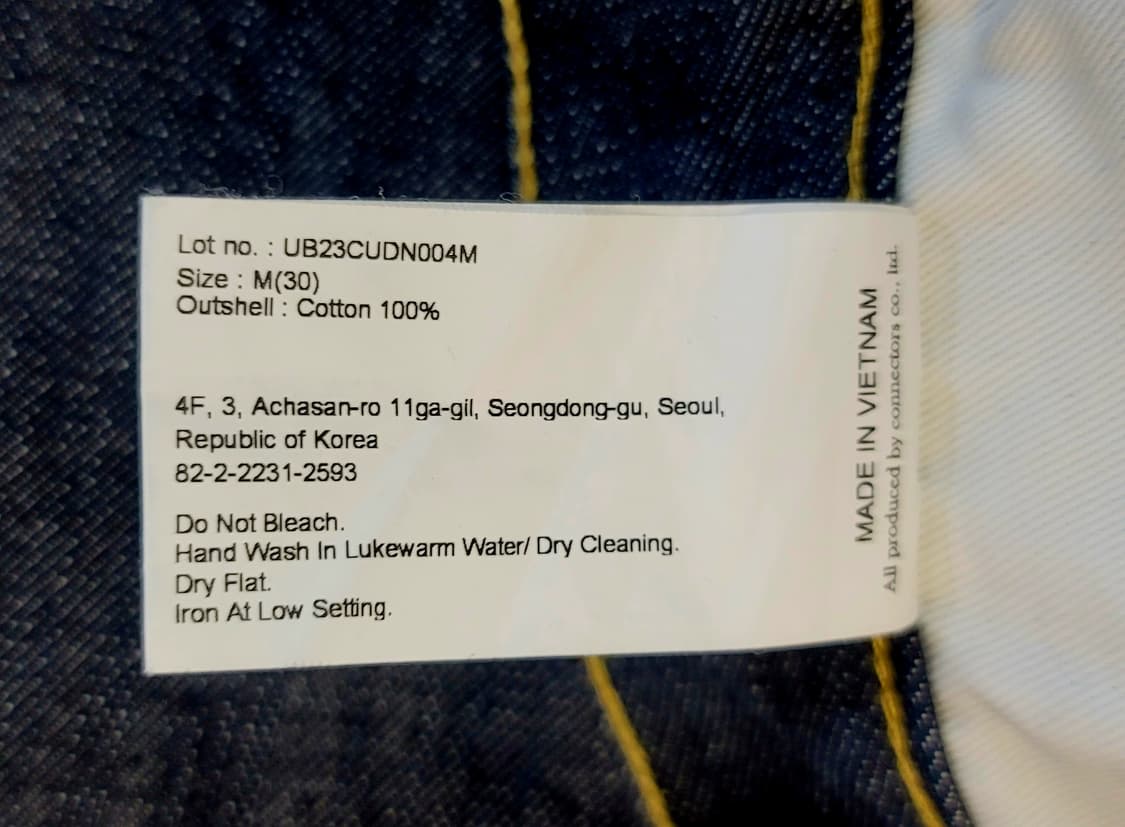 Lot no. : UB23CUDN004M
Size : M(30)
Outshell : Cotton 100%
4F, 3, Achasan-ro 11ga-gil, Seongdong-gu, Seoul,
Republic of Korea
82-2-2231-2593
Do Not Bleach.
Hand Wash In Lukewarm Water/ Dry Cleaning.
Dry Flat.
Iron At Low Setting.
MADE IN VIETNAM
All produced by connectors co., ltd.